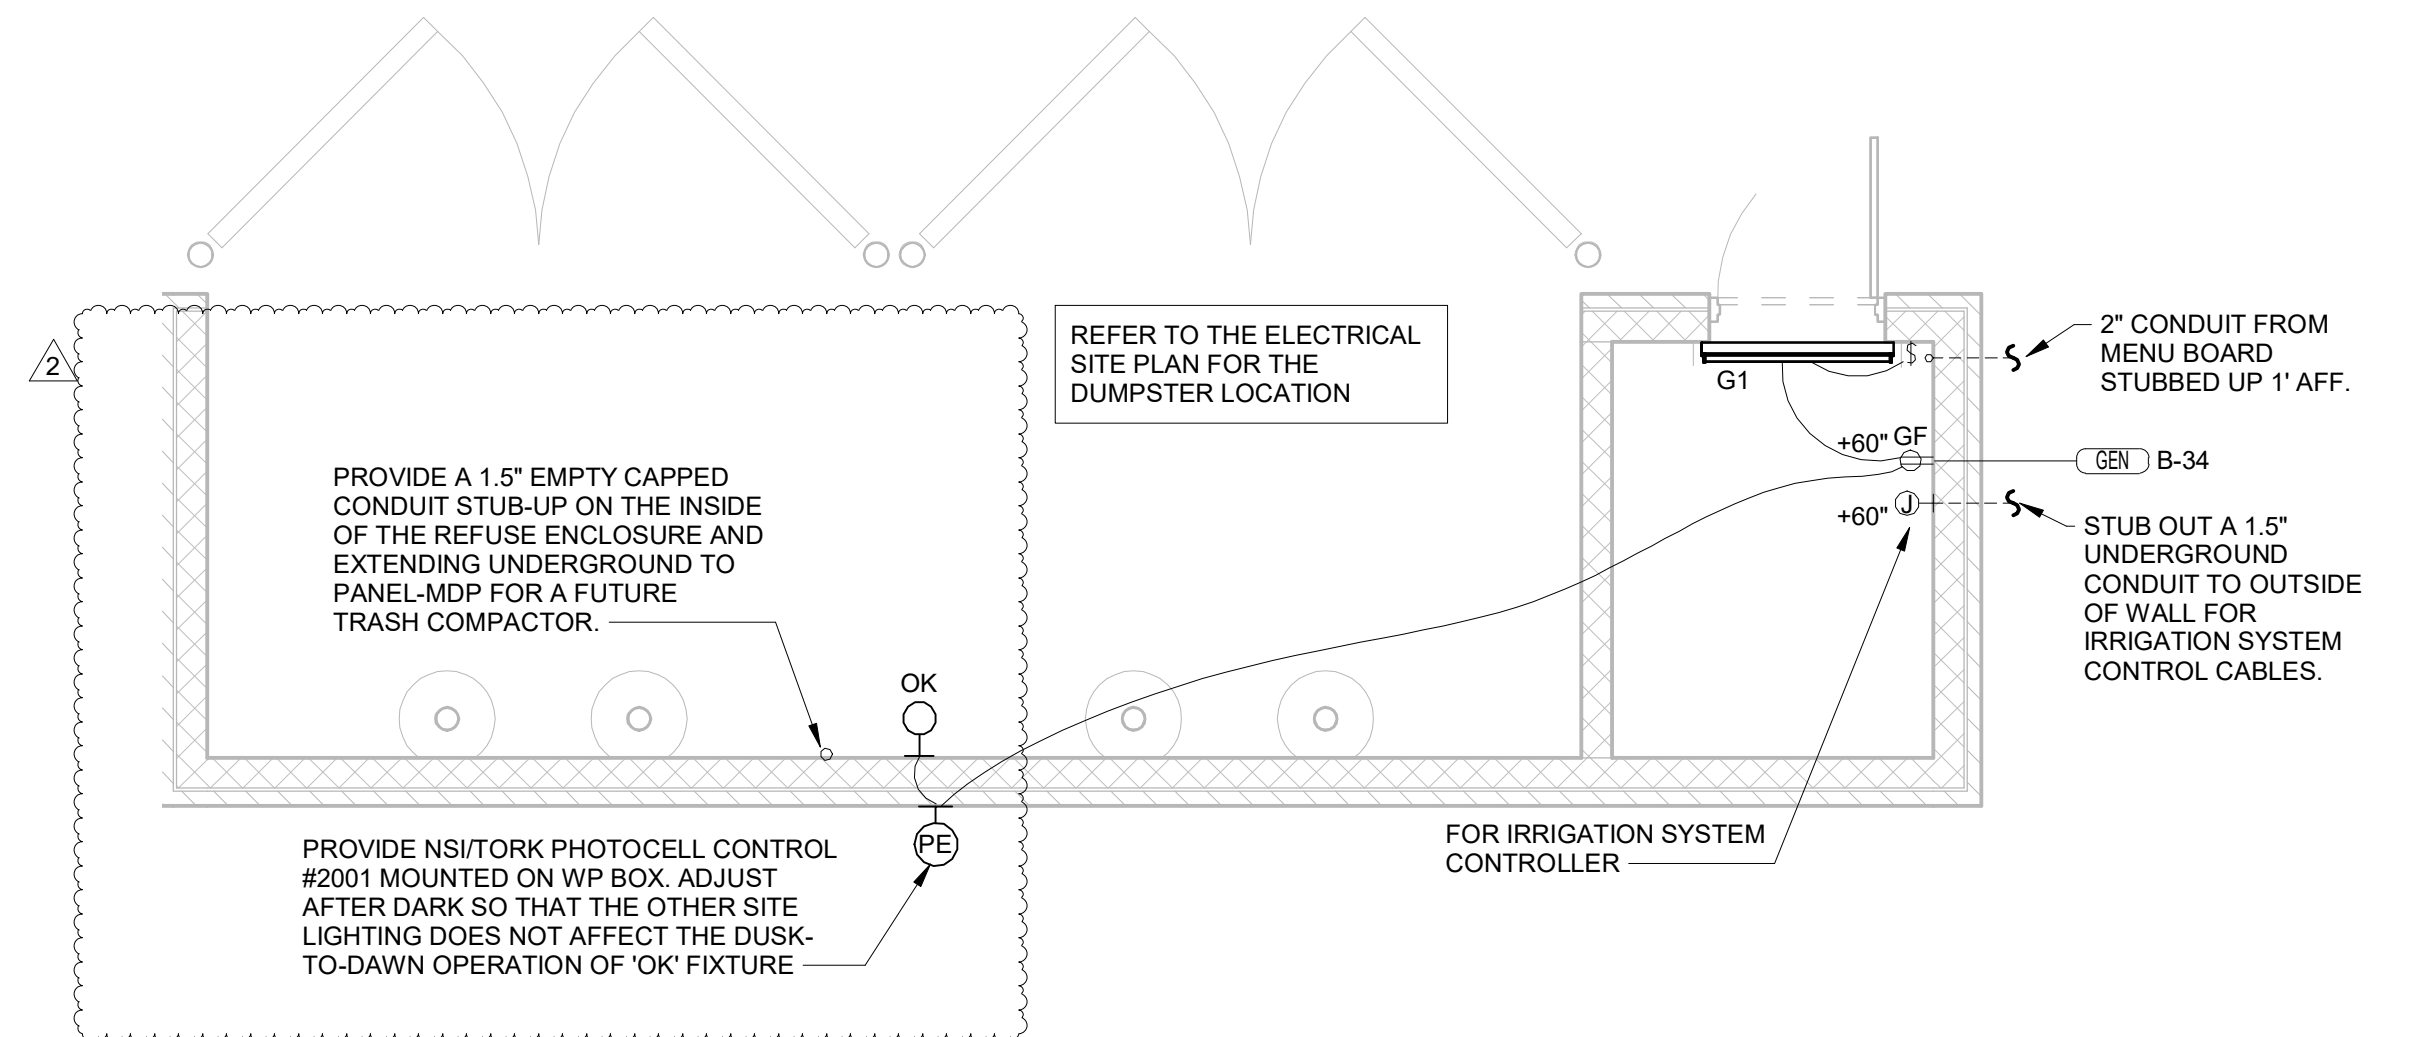 2
REFER TO THE ELECTRICAL
SITE PLAN FOR THE
DUMPSTER LOCATION
2" CONDUIT FROM
MENU BOARD
STUBBED UP 1' AFF.
$
G1
+60" GF
GEN B-34
J
+60"
STUB OUT A 1.5"
UNDERGROUND
CONDUIT TO OUTSIDE
OF WALL FOR
IRRIGATION SYSTEM
CONTROL CABLES.
PROVIDE A 1.5" EMPTY CAPPED
CONDUIT STUB-UP ON THE INSIDE
OF THE REFUSE ENCLOSURE AND
EXTENDING UNDERGROUND TO
PANEL-MDP FOR A FUTURE
TRASH COMPACTOR.
OK
PE
PROVIDE NSI/TORK PHOTOCELL CONTROL
#2001 MOUNTED ON WP BOX. ADJUST
AFTER DARK SO THAT THE OTHER SITE
LIGHTING DOES NOT AFFECT THE DUSK-
TO-DAWN OPERATION OF 'OK' FIXTURE
FOR IRRIGATION SYSTEM
CONTROLLER